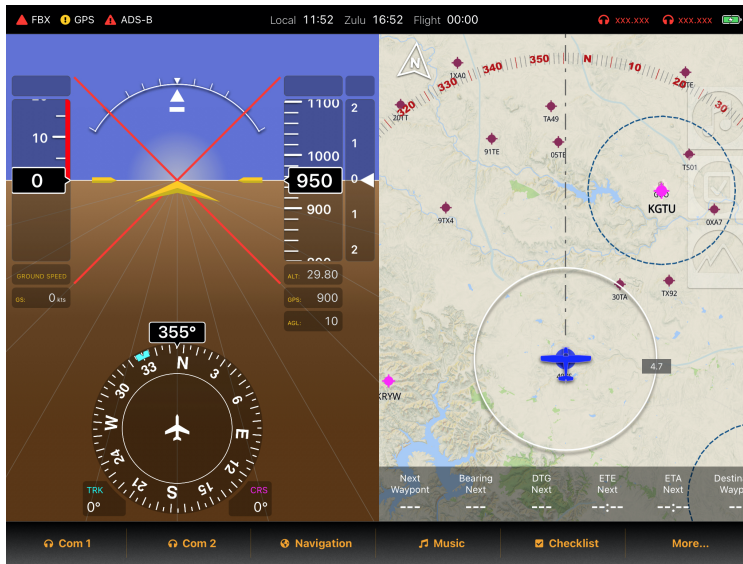 FBX GPS ADS-B Local 11:52 Zulu 16:52 Flight 00:00 xxx.xxx xxx.xxx
10
0
1100
1000
950
900
2
1
0
1
2
GROUND SPEED
GS: 0 kts
ALT: 29.80
GPS: 900
AGL: 10
355°
N
3
6
E
12
15
S
21
24
W
30
33
TRK
0°
CRS
0°
320
330
340
350
N
10
20
30
N
1XA0
20TT
TA49
91TE
05TE
TS01
KGTU
0XA7
9TX4
30TA
TX92
KRYW
4.7
Next Waypont
---
Bearing Next
---
DTG Next
---
ETE Next
--:--
ETA Next
--:--
Com 1 Com 2 Navigation Music Checklist More...